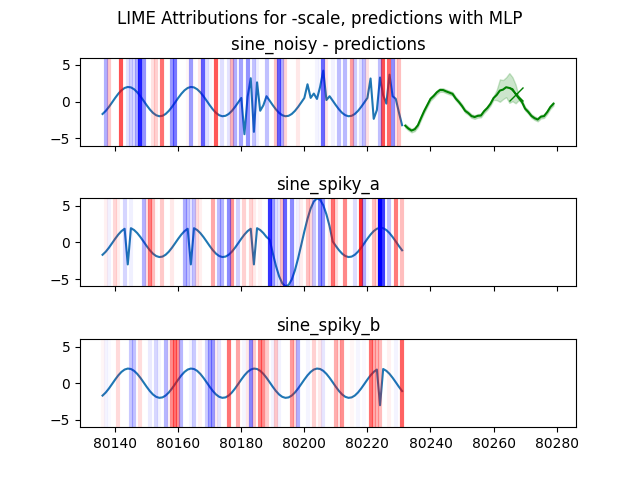 LIME Attributions for -scale, predictions with MLP
sine_noisy - predictions
5
0
−5
sine_spiky_a
5
0
−5
sine_spiky_b
5
0
−5
80140 80160 80180 80200 80220 80240 80260 80280